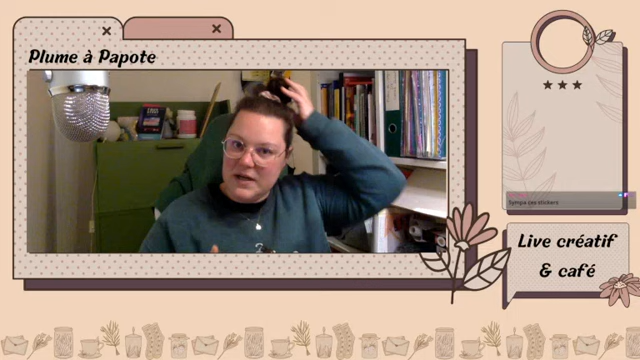 Plume à Papote
Sympa ces stickers
Live créatif
& café